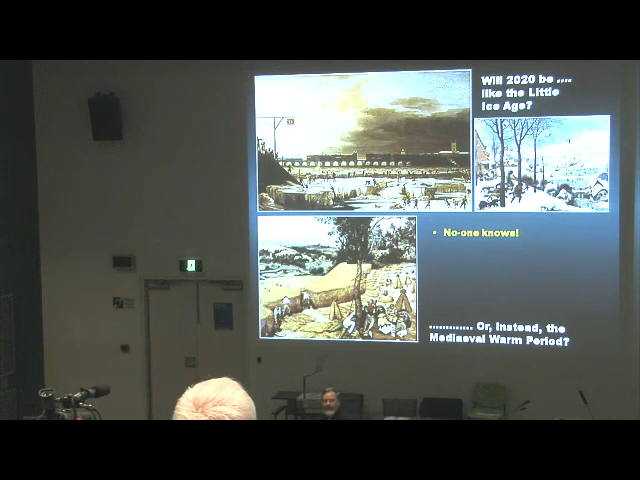 Will 2020 be ....
like the Little
Ice Age?
• No-one knows!
............. Or, instead, the
Mediaeval Warm Period?